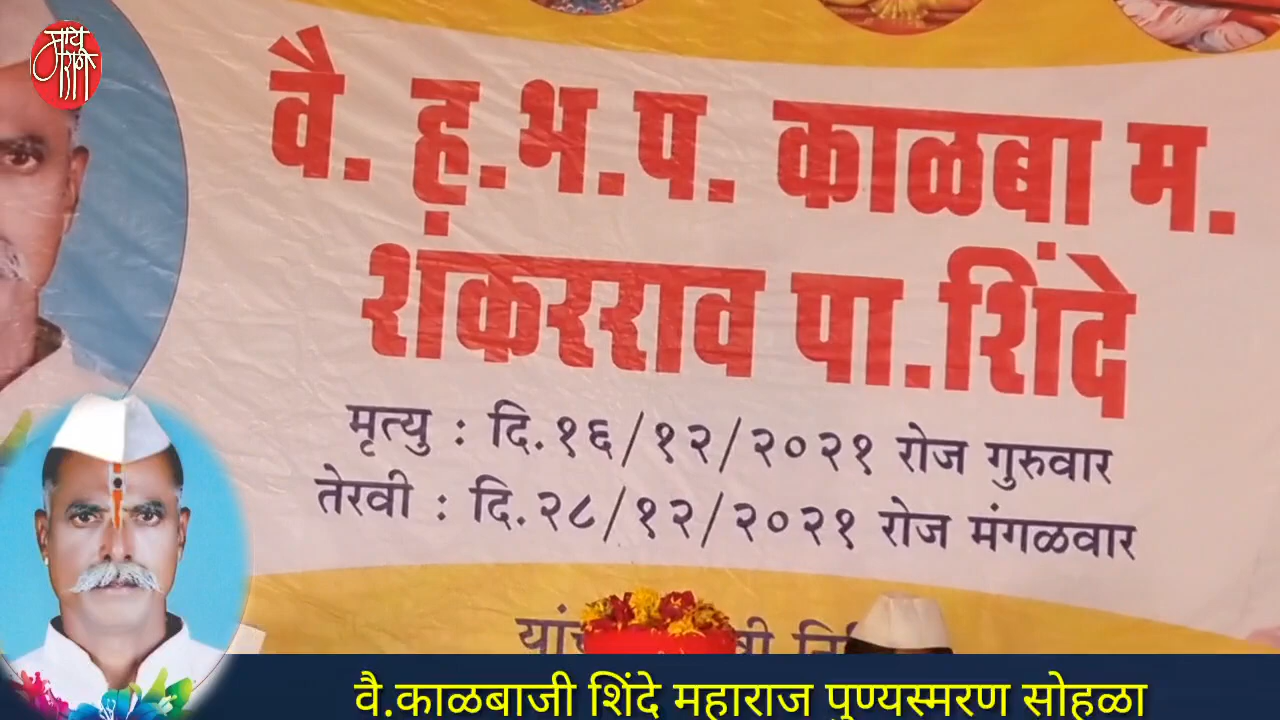 वै. ह.भ.प. काळबा म.
शंकरराव पा.शिंदे
मृत्यु : दि.१६/१२/२०२१ रोज गुरुवार
तेरवी : दि.२८/१२/२०२१ रोज मंगळवार
वै.काळबाजी शिंदे महाराज पुण्यस्मरण सोहळा